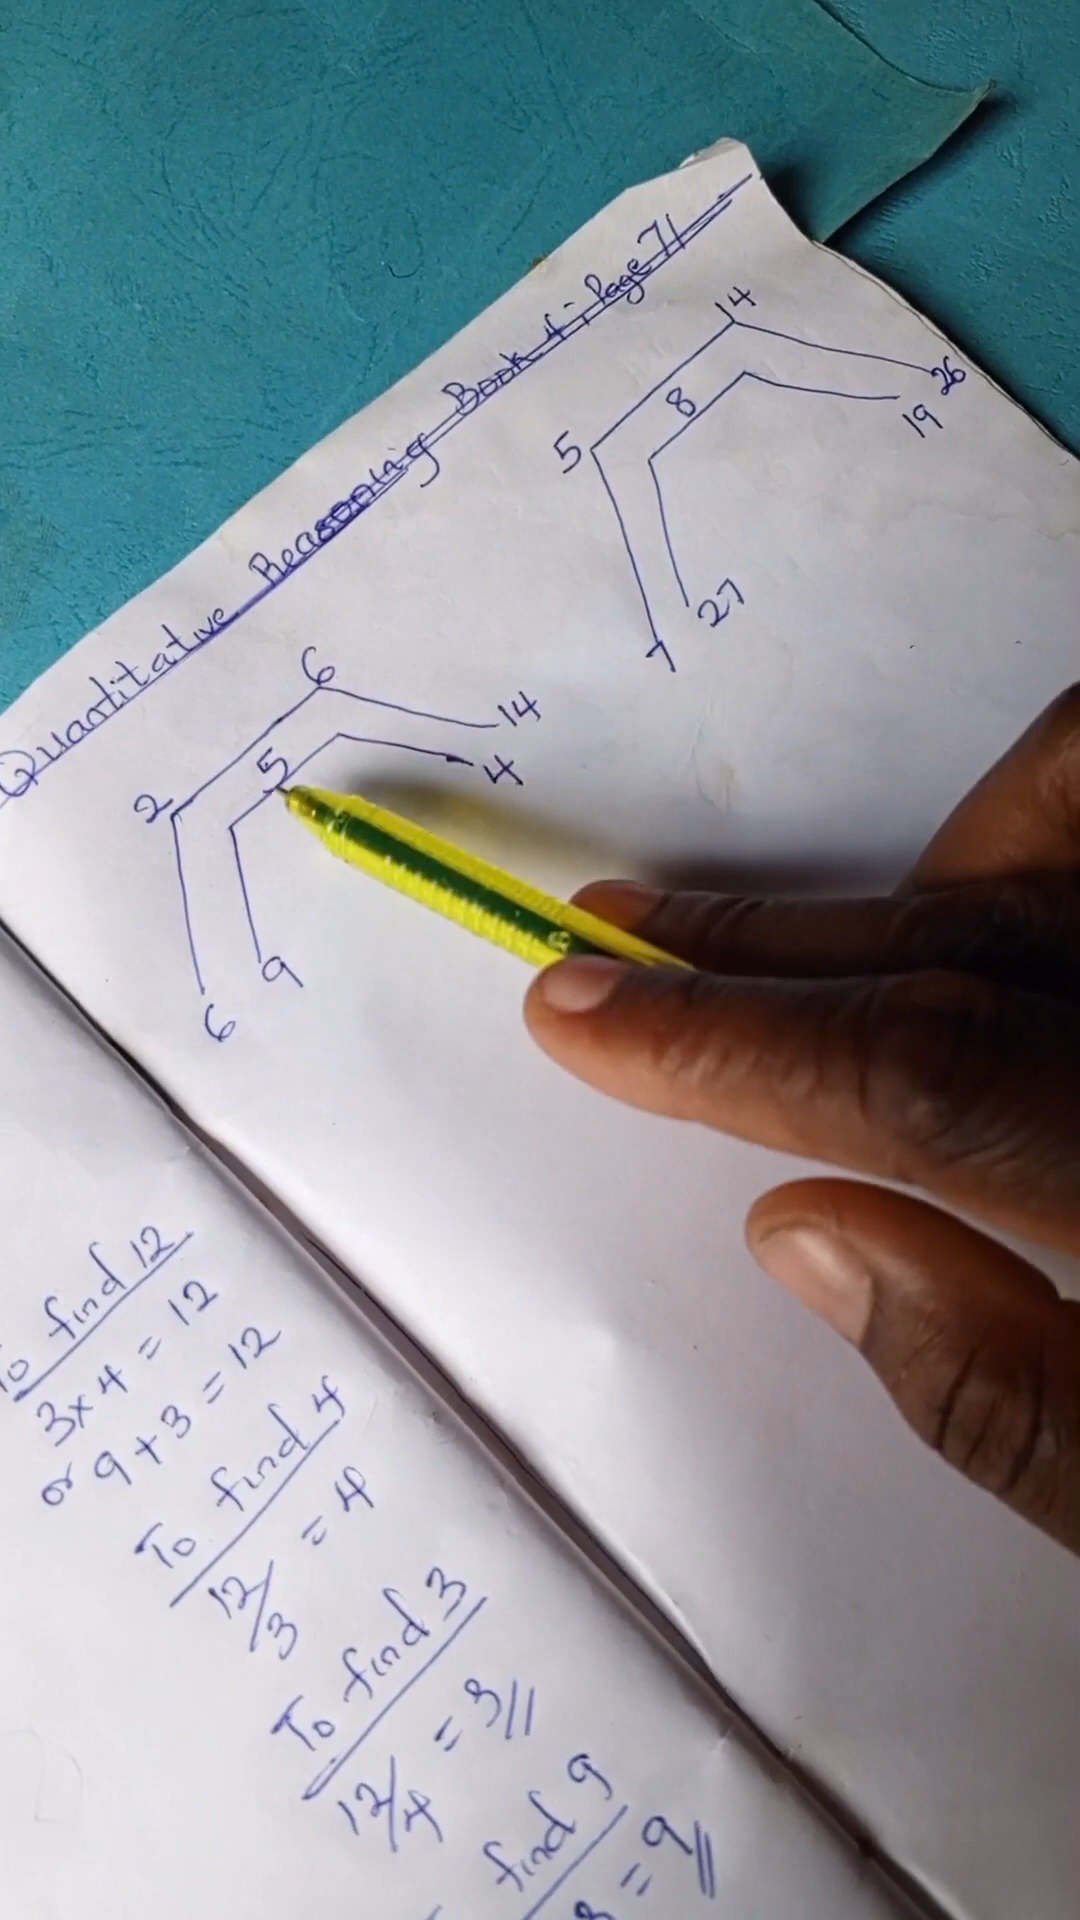 Quantitative Reasoning Book 4; Page 71
6
14
2
5
4
9
6
14
26
5
8
19
27
7
To find 12
3x4 = 12
or 9+3 = 12
To find 4
12/3 = 4
To find 3
12/4 = 3//
find 9
3 = 9//